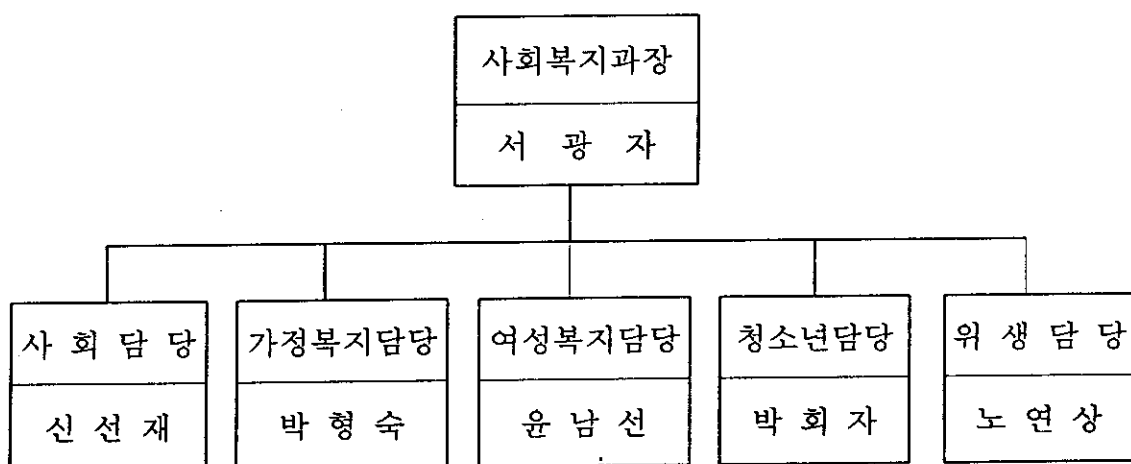 사회복지과장
서 광 자
사 회 담 당
신 선 재
가정복지담당
박 형 숙
여성복지담당
윤 남 선
청소년담당
박 회 자
위 생 담 당
노 연 상